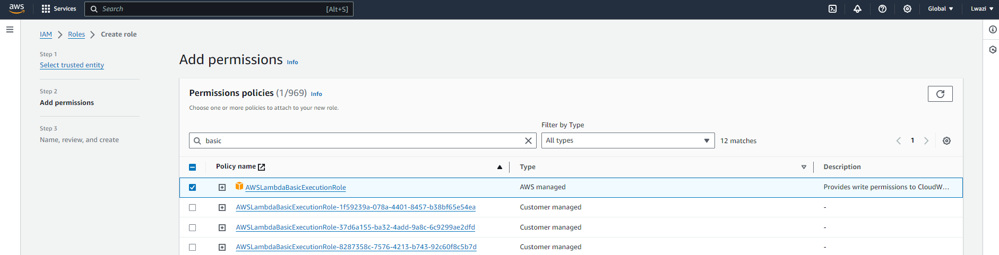 aws
Services
Search
[Alt+S]
Global
Lwazi
IAM
Roles
Create role
Step 1
Select trusted entity
Step 2
Add permissions
Step 3
Name, review, and create
Add permissions Info
Permissions policies (1/969) Info
Choose one or more policies to attach to your new role.
Filter by Type
basic
All types
12 matches
1
Policy name
Type
Description
AWSLambdaBasicExecutionRole
AWS managed
Provides write permissions to CloudW...
AWSLambdaBasicExecutionRole-1f59239a-078a-4401-8457-b38bf65e54ea
Customer managed
-
AWSLambdaBasicExecutionRole-37d6a155-ba32-4add-9a8c-6c9299ae2dfd
Customer managed
-
AWSLambdaBasicExecutionRole-8287358c-7576-4213-b743-92c60f8c5b7d
Customer managed
-